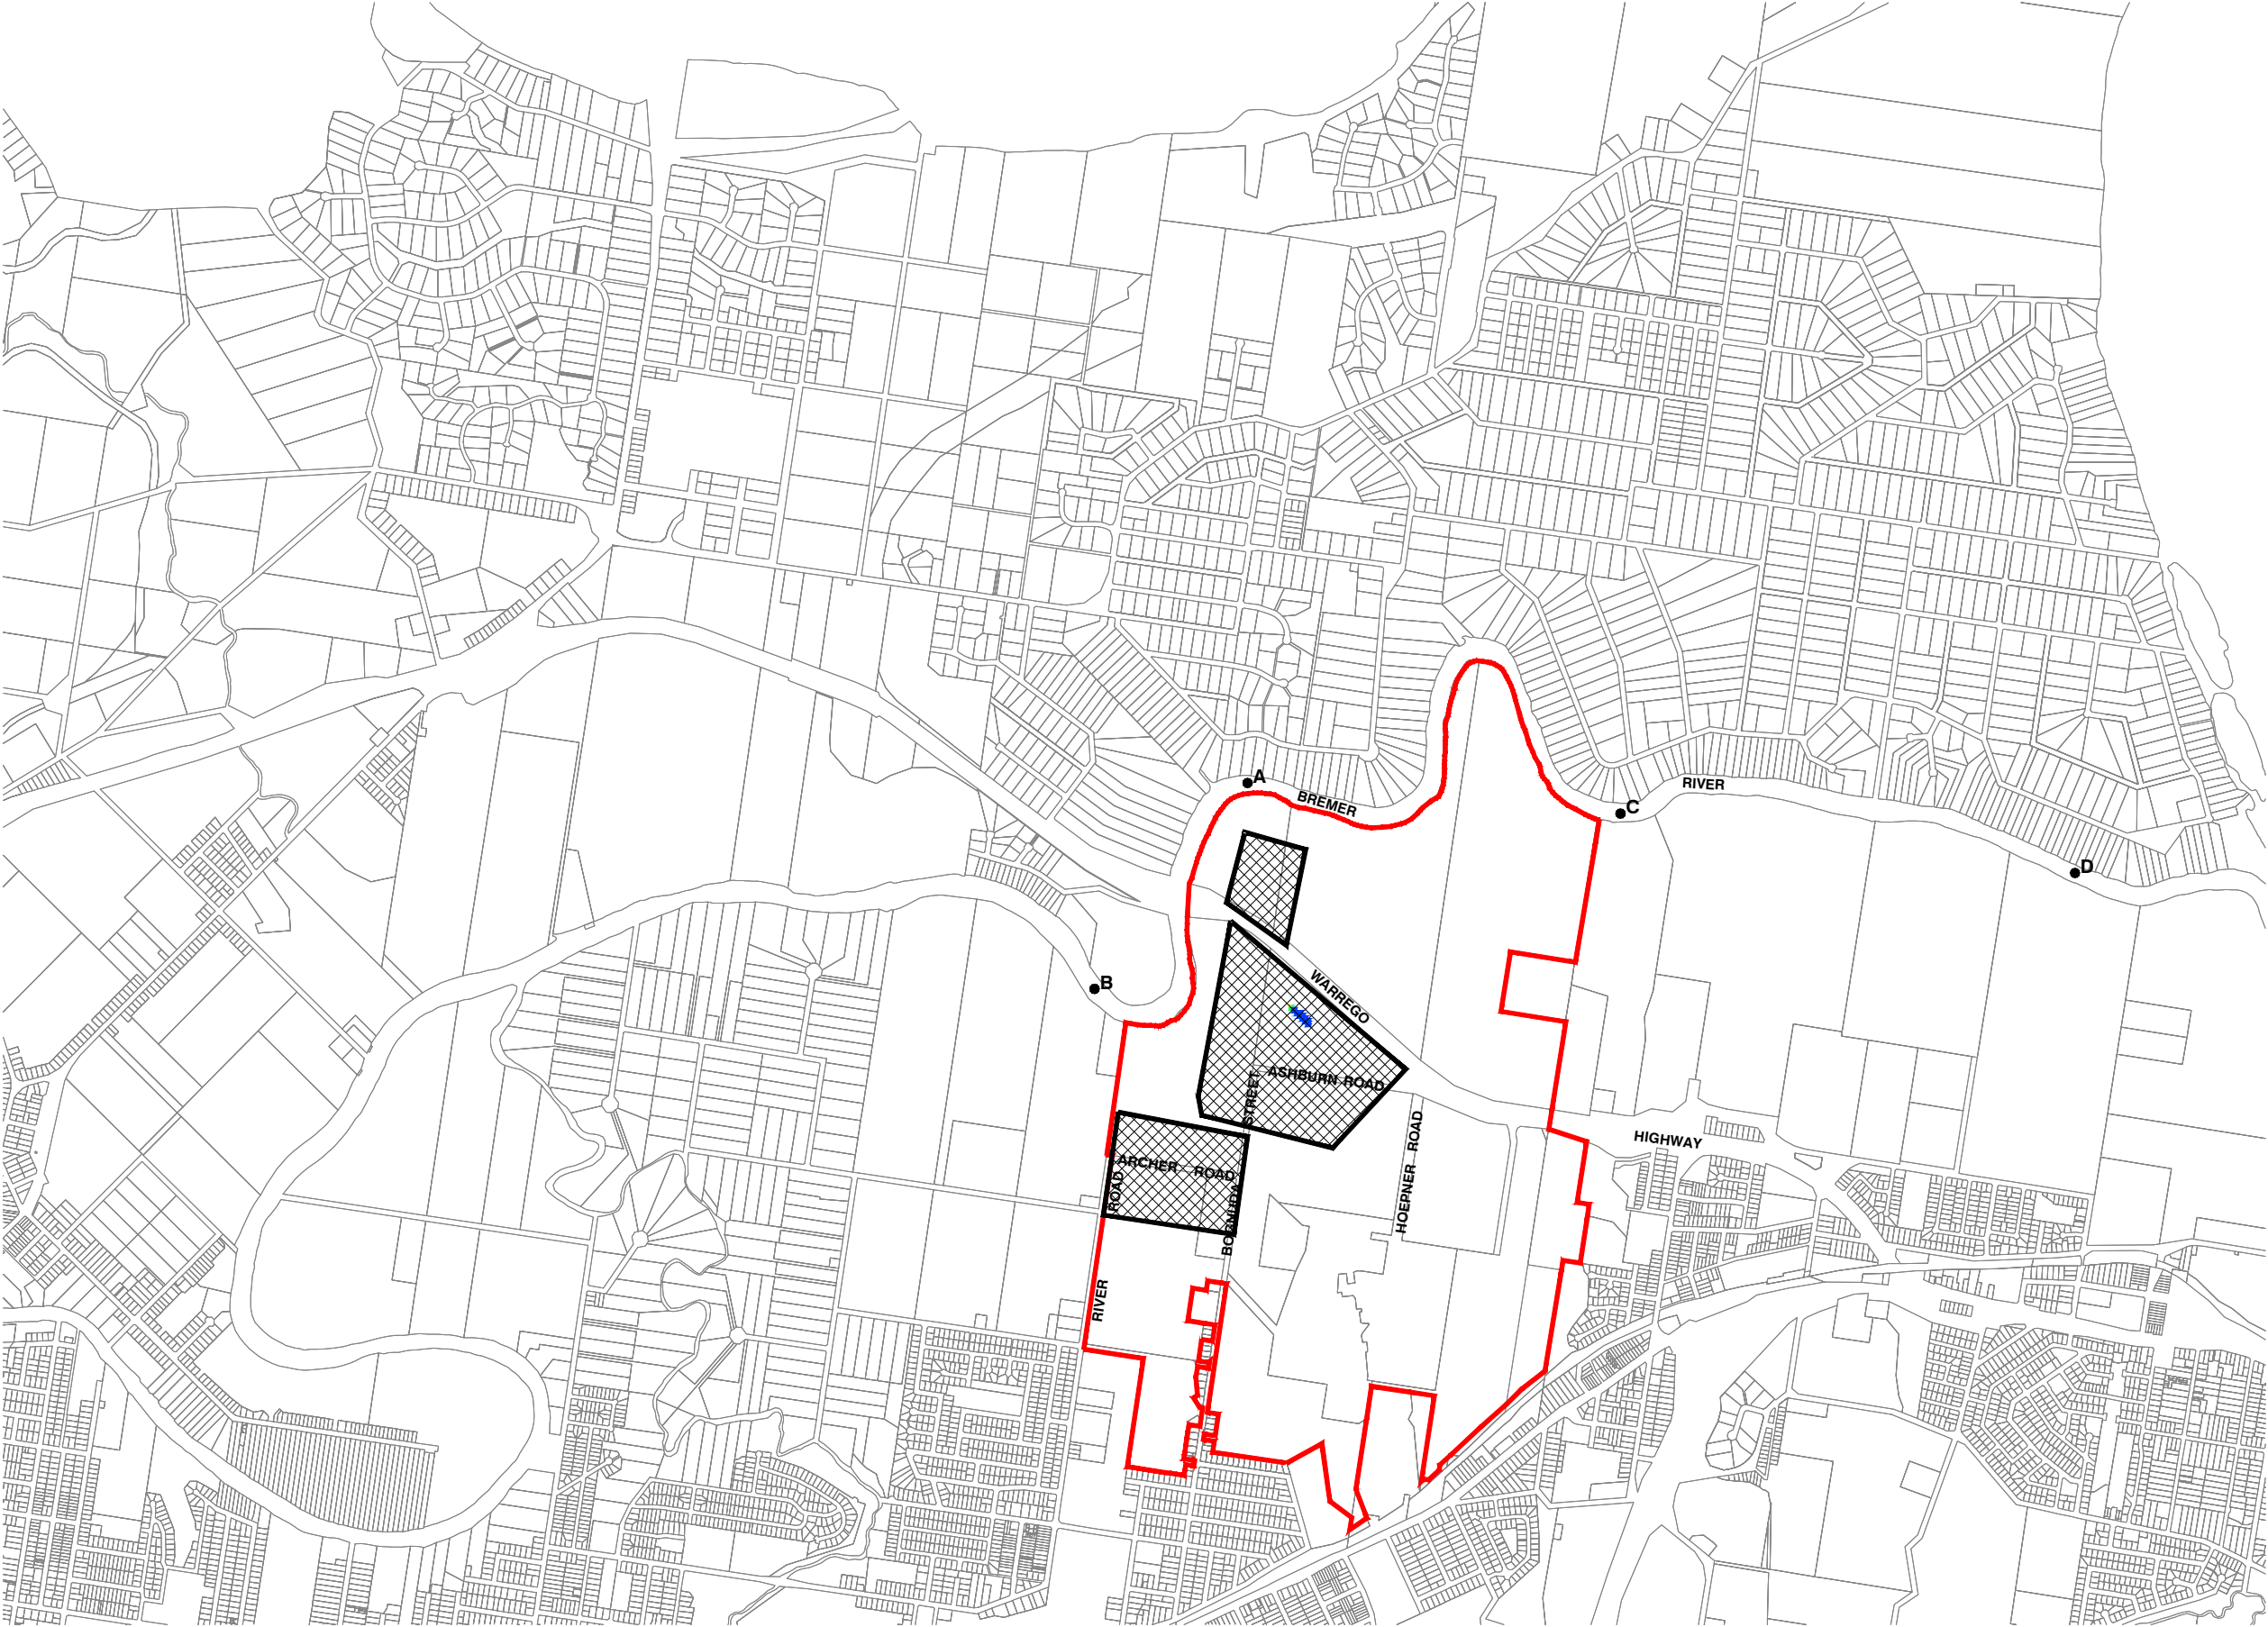 A
BREMER
RIVER
C
D
B
WARREGO
ASHBURN ROAD
STREET
HIGHWAY
HOEPNER ROAD
ARCHER ROAD
ROAD
RIVER